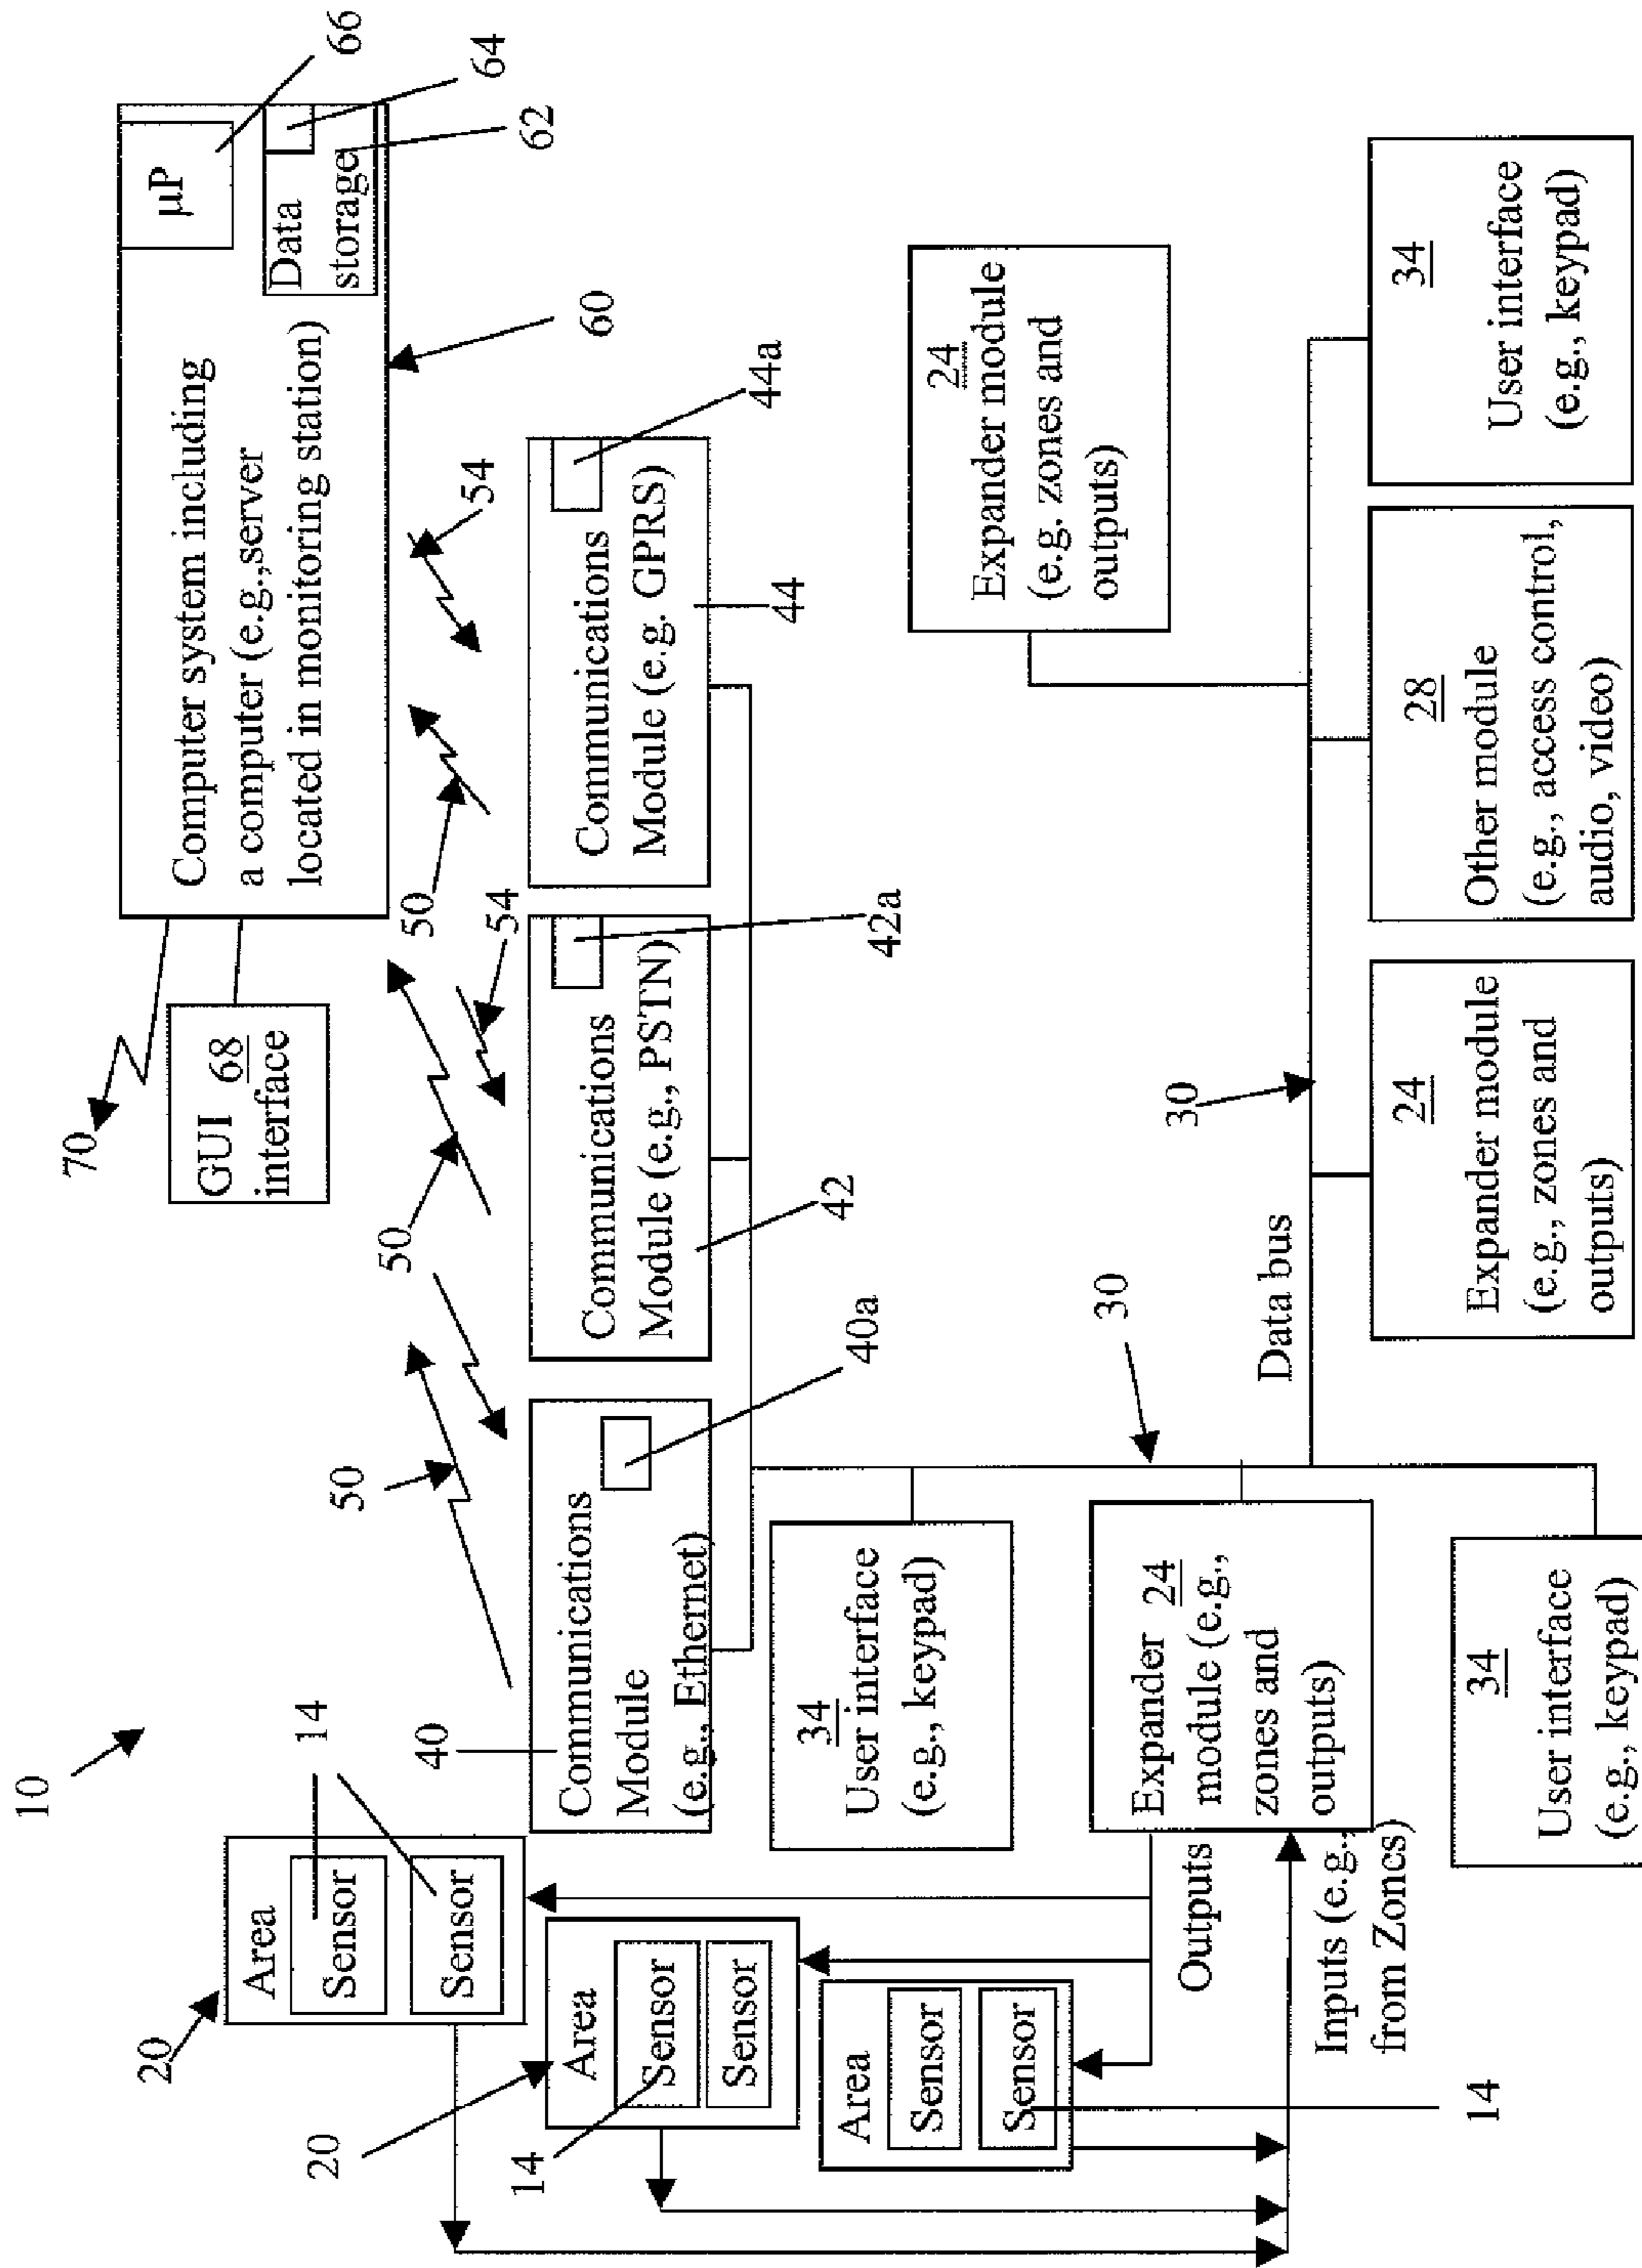 10
20
Area
Sensor
Sensor
14
20
Area
Sensor
Sensor
14
Area
Sensor
Sensor
14
Outputs
Inputs (e.g.,
from Zones)
40
Communications
Module
(e.g., Ethernet)
40a
50
50
50
54
54
Communications
Module (e.g., PSTN)
42
42a
Communications
Module (e.g. GPRS)
44
44a
70
GUI 68
interface
Computer system including
a computer (e.g.,server
located in monitoring station)
60
µP
66
Data
storage
64
62
34
User interface
(e.g., keypad)
Expander 24
module (e.g.,
zones and
outputs)
34
User interface
(e.g., keypad)
30
Data bus
30
24
Expander module
(e.g. zones and
outputs)
24
Expander module
(e.g., zones and
outputs)
28
Other module
(e.g., access control,
audio, video)
34
User interface
(e.g., keypad)